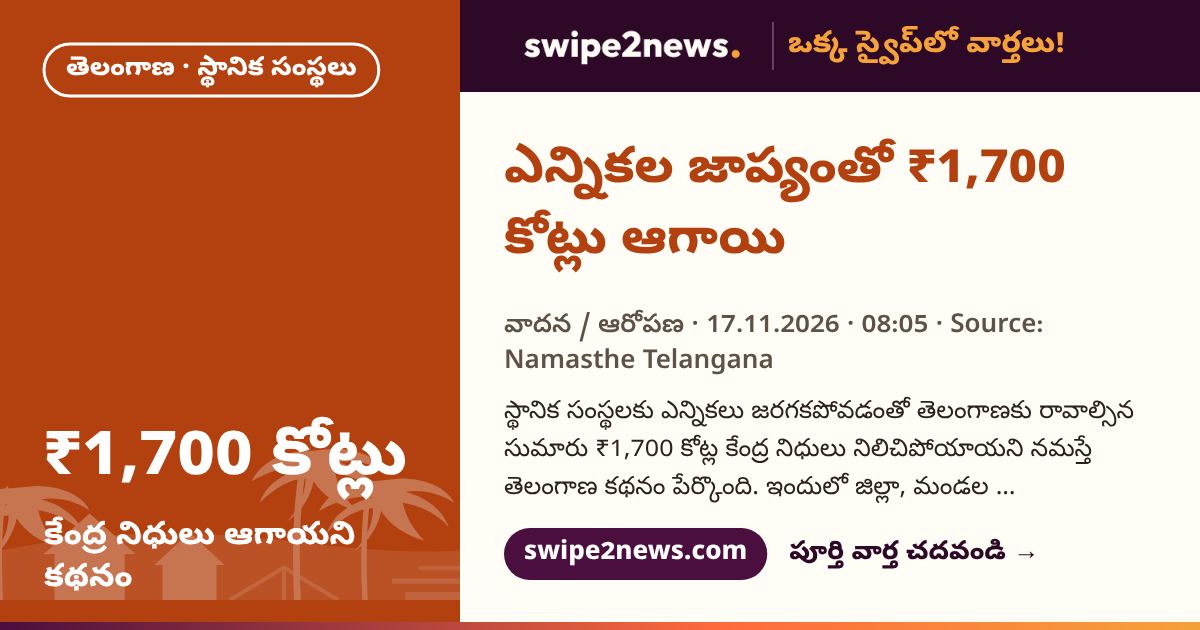 తెలంగాణ · స్థానిక సంస్థలు
₹1,700 కోట్లు
కేంద్ర నిధులు ఆగాయని
కథనం
swipe2news. ఒక్క స్వైప్‌లో వార్తలు!
ఎన్నికల జాప్యంతో ₹1,700
కోట్లు ఆగాయి
వాదన / ఆరోపణ · 17.11.2026 · 08:05 · Source:
Namasthe Telangana
స్థానిక సంస్థలకు ఎన్నికలు జరగకపోవడంతో తెలంగాణకు రావాల్సిన
సుమారు ₹1,700 కోట్ల కేంద్ర నిధులు నిలిచిపోయాయని నమస్తే
తెలంగాణ కథనం పేర్కొంది. ఇందులో జిల్లా, మండల ...
swipe2news.com పూర్తి వార్త చదవండి →